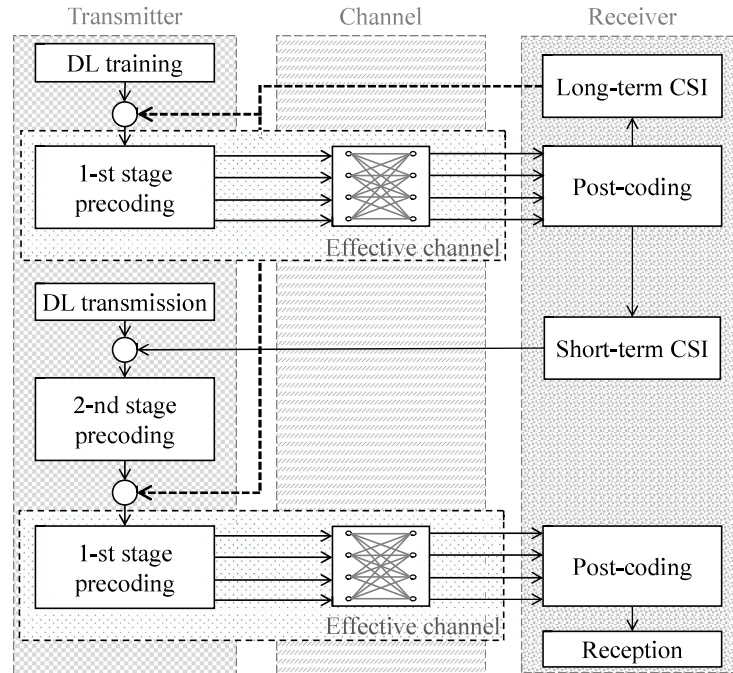 Transmitter
Channel
Receiver
DL training
Long-term CSI
1-st stage
precoding
Post-coding
Effective channel
DL transmission
Short-term CSI
2-nd stage
precoding
1-st stage
precoding
Post-coding
Effective channel
Reception